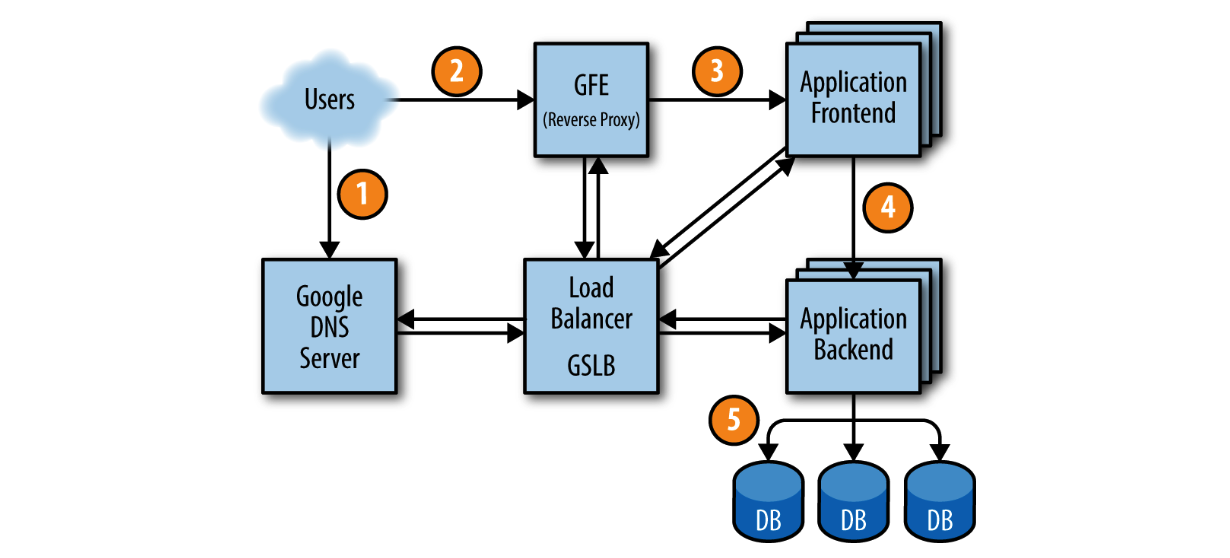 Users
2
GFE
(Reverse Proxy)
3
Application
Frontend
1
4
Google
DNS
Server
Load
Balancer
GSLB
Application
Backend
5
DB
DB
DB